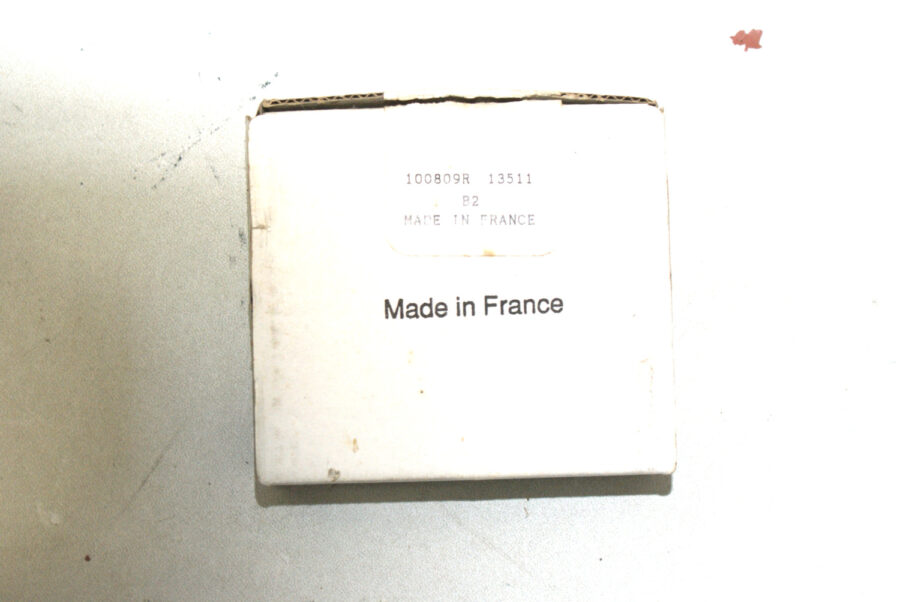 100809R 13511
B2
MADE IN FRANCE
Made in France